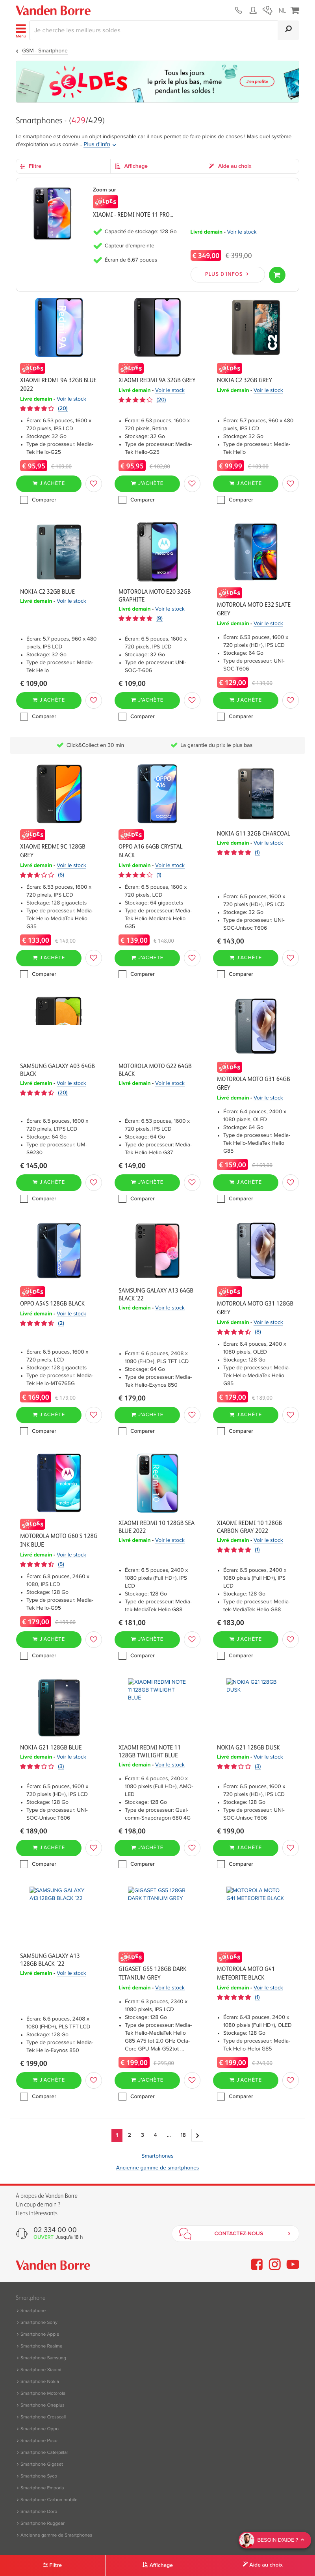 Vanden Borre
NL
Menu
Je cherche les meilleurs soldes
GSM - Smartphone
SOLDES
Tous les jours
le prix le plus bas,
même pendant les soldes !
J'en profite
Smartphones - (429/429)
Un smartphone est devenu un objet indispensable car il nous permet de faire pleins de choses ! Mais quel système d'exploitation vous convie... Plus d'info
Filtre
Affichage
Aide au choix
Zoom sur
SOLDES
XIAOMI - REDMI NOTE 11 PRO...
Capacité de stockage: 128 Go
Capteur d'empreinte
Écran de 6,67 pouces
Livré demain - Voir le stock
€ 349,00 € 399,00
PLUS D'INFOS
SOLDES
XIAOMI REDMI 9A 32GB BLUE 2022
Livré demain - Voir le stock
(20)
Écran: 6.53 pouces, 1600 x 720 pixels, IPS LCD
Stockage: 32 Go
Type de processeur: Media-Tek Helio-G25
€ 95,95
J'ACHÈTE
Comparer
SOLDES
XIAOMI REDMI 9A 32GB GREY
Livré demain - Voir le stock
(20)
Écran: 6.53 pouces, 1600 x 720 pixels, Retina
Stockage: 32 Go
Type de processeur: Media-Tek Helio-G25
€ 95,95
J'ACHÈTE
Comparer
SOLDES
NOKIA C2 32GB GREY
Livré demain - Voir le stock
Écran: 5.7 pouces, 960 x 480 pixels, IPS LCD
Stockage: 32 Go
Type de processeur: Media-Tek Helio
€ 99,99
J'ACHÈTE
Comparer
NOKIA C2 32GB BLUE
Livré demain - Voir le stock
Écran: 5.7 pouces, 960 x 480 pixels, IPS LCD
Stockage: 32 Go
Type de processeur: Media-Tek Helio
€ 109,00
J'ACHÈTE
Comparer
MOTOROLA MOTO E20 32GB GRAPHITE
Livré demain - Voir le stock
(9)
Écran: 6.5 pouces, 1600 x 720 pixels, IPS LCD
Stockage: 32 Go
Type de processeur: UNI-SOC-T-606
€ 109,00
J'ACHÈTE
Comparer
SOLDES
MOTOROLA MOTO E32 SLATE GREY
Livré demain - Voir le stock
Écran: 6.53 pouces, 1600 x 720 pixels (HD+), IPS LCD
Stockage: 64 Go
Type de processeur: UNI-SOC-T606
€ 129,00 € 139,00
J'ACHÈTE
Comparer
Click&Collect en 30 min
La garantie du prix le plus bas
SOLDES
XIAOMI REDMI 9C 128GB GREY
Livré demain - Voir le stock
(6)
Écran: 6.53 pouces, 1600 x 720 pixels, IPS LCD
Stockage: 128 gigaoctets
Type de processeur: Media-Tek Helio-MediaTek Helio G35
€ 133,00
J'ACHÈTE
Comparer
SOLDES
OPPO A16 64GB CRYSTAL BLACK
Livré demain - Voir le stock
(1)
Écran: 6.5 pouces, 1600 x 720 pixels, LCD
Stockage: 64 gigaoctets
Type de processeur: Media-Tek Helio-Mediatek Helio G35
€ 139,00
J'ACHÈTE
Comparer
NOKIA G11 32GB CHARCOAL
Livré demain - Voir le stock
(1)
Écran: 6.5 pouces, 1600 x 720 pixels (HD+), IPS LCD
Stockage: 32 Go
Type de processeur: UNI-SOC-Unisoc T606
€ 143,00
J'ACHÈTE
Comparer
SAMSUNG GALAXY A03 64GB BLACK
Livré demain - Voir le stock
(20)
Écran: 6.5 pouces, 1600 x 720 pixels, LTPS LCD
Stockage: 64 Go
Type de processeur: UM-S9230
€ 145,00
J'ACHÈTE
Comparer
MOTOROLA MOTO G22 64GB BLACK
Livré demain - Voir le stock
Écran: 6.53 pouces, 1600 x 720 pixels, IPS LCD
Stockage: 64 Go
Type de processeur: Media-Tek Helio-Helio G37
€ 149,00
J'ACHÈTE
Comparer
SOLDES
MOTOROLA MOTO G31 64GB GREY
Livré demain - Voir le stock
Écran: 6.4 pouces, 2400 x 1080 pixels, OLED
Stockage: 64 Go
Type de processeur: Media-Tek Helio-MediaTek Helio G85
€ 159,00 € 169,00
J'ACHÈTE
Comparer
SOLDES
OPPO A54S 128GB BLACK
Livré demain - Voir le stock
(2)
Écran: 6.5 pouces, 1600 x 720 pixels, LCD
Stockage: 128 gigaoctets
Type de processeur: Media-Tek Helio-MT6765G
€ 169,00 € 179,00
J'ACHÈTE
Comparer
SAMSUNG GALAXY A13 64GB BLACK '22
Livré demain - Voir le stock
Écran: 6.6 pouces, 2408 x 1080 (FHD+), PLS TFT LCD
Stockage: 64 Go
Type de processeur: Media-Tek Helio-Exynos 850
€ 179,00
J'ACHÈTE
Comparer
SOLDES
MOTOROLA MOTO G31 128GB GREY
Livré demain - Voir le stock
(8)
Écran: 6.4 pouces, 2400 x 1080 pixels, OLED
Stockage: 128 Go
Type de processeur: Media-Tek Helio-MediaTek Helio G85
€ 179,00 € 189,00
J'ACHÈTE
Comparer
SOLDES
MOTOROLA MOTO G60 S 128G INK BLUE
Livré demain - Voir le stock
(5)
Écran: 6.8 pouces, 2460 x 1080, IPS LCD
Stockage: 128 Go
Type de processeur: Media-Tek Helio-G95
€ 179,00 € 199,00
J'ACHÈTE
Comparer
XIAOMI REDMI 10 128GB SEA BLUE 2022
Livré demain - Voir le stock
Écran: 6.5 pouces, 2400 x 1080 pixels (Full HD+), IPS LCD
Stockage: 128 Go
Type de processeur: Media-tek-MediaTek Helio G88
€ 181,00
J'ACHÈTE
Comparer
XIAOMI REDMI 10 128GB CARBON GRAY 2022
Livré demain - Voir le stock
(1)
Écran: 6.5 pouces, 2400 x 1080 pixels (Full HD+), IPS LCD
Stockage: 128 Go
Type de processeur: Media-tek-MediaTek Helio G88
€ 183,00
J'ACHÈTE
Comparer
NOKIA G21 128GB BLUE
Livré demain - Voir le stock
(3)
Écran: 6.5 pouces, 1600 x 720 pixels (HD+), IPS LCD
Stockage: 128 Go
Type de processeur: UNI-SOC-Unisoc T606
€ 189,00
J'ACHÈTE
Comparer
XIAOMI REDMI NOTE 11 128GB TWILIGHT BLUE
XIAOMI REDMI NOTE 11 128GB TWILIGHT BLUE
Livré demain - Voir le stock
Écran: 6.4 pouces, 2400 x 1080 pixels (Full HD+), AMO-LED
Stockage: 128 Go
Type de processeur: Qual-comm-Snapdragon 680 4G
€ 198,00
J'ACHÈTE
Comparer
NOKIA G21 128GB DUSK
NOKIA G21 128GB DUSK
Livré demain - Voir le stock
(3)
Écran: 6.5 pouces, 1600 x 720 pixels (HD+), IPS LCD
Stockage: 128 Go
Type de processeur: UNI-SOC-Unisoc T606
€ 199,00
J'ACHÈTE
Comparer
SAMSUNG GALAXY A13 128GB BLACK '22
SAMSUNG GALAXY A13 128GB BLACK '22
Livré demain - Voir le stock
Écran: 6.6 pouces, 2408 x 1080 (FHD+), PLS TFT LCD
Stockage: 128 Go
Type de processeur: Media-Tek Helio-Exynos 850
€ 199,00
J'ACHÈTE
Comparer
GIGASET GS5 128GB DARK TITANIUM GREY
SOLDES
GIGASET GS5 128GB DARK TITANIUM GREY
Livré demain - Voir le stock
Écran: 6.3 pouces, 2340 x 1080 pixels, IPS LCD
Stockage: 128 Go
Type de processeur: Media-Tek Helio-MediaTek Helio G85 A75 lot 2.0 GHz Octa-Core GPU Mali-G52lot ...
€ 199,00
J'ACHÈTE
Comparer
MOTOROLA MOTO G41 METEORITE BLACK
SOLDES
MOTOROLA MOTO G41 METEORITE BLACK
Livré demain - Voir le stock
(1)
Écran: 6.43 pouces, 2400 x 1080 pixels (Full HD+), OLED
Stockage: 128 Go
Type de processeur: Media-Tek Helio-Heloi G85
€ 199,00 € 249,00
J'ACHÈTE
Comparer
1 2 3 4 ... 18
Smartphones
Ancienne gamme de smartphones
À propos de Vanden Borre
Un coup de main ?
Liens intéressants
02 334 00 00
OUVERT Jusqu'à 18 h
CONTACTEZ-NOUS
Vanden Borre
Smartphone
Smartphone
Smartphone Sony
Smartphone Apple
Smartphone Realme
Smartphone Samsung
Smartphone Xiaomi
Smartphone Nokia
Smartphone Motorola
Smartphone Oneplus
Smartphone Crosscall
Smartphone Oppo
Smartphone Poco
Smartphone Caterpillar
Smartphone Gigaset
Smartphone Emporia
Smartphone Carbon mobile
Smartphone Doro
Smartphone Ruggear
Ancienne gamme de Smartphones
BESOIN D'AIDE ?
Filtre
Affichage
Aide au choix